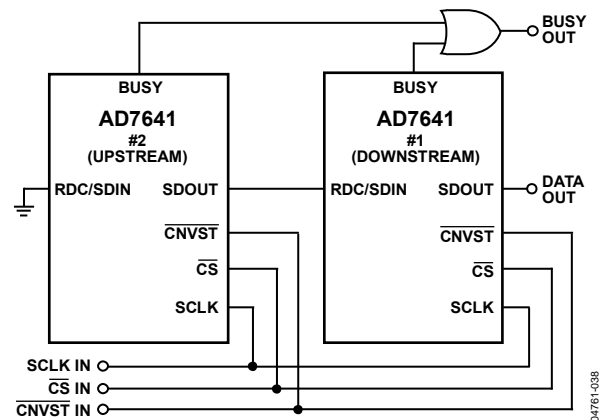 BUSY
OUT
BUSY
AD7641
#2
(UPSTREAM)
RDC/SDIN
SDOUT
CNVST
CS
SCLK
BUSY
AD7641
#1
(DOWNSTREAM)
RDC/SDIN
SDOUT
CNVST
CS
SCLK
DATA
OUT
SCLK IN
CS IN
CNVST IN
04761-038